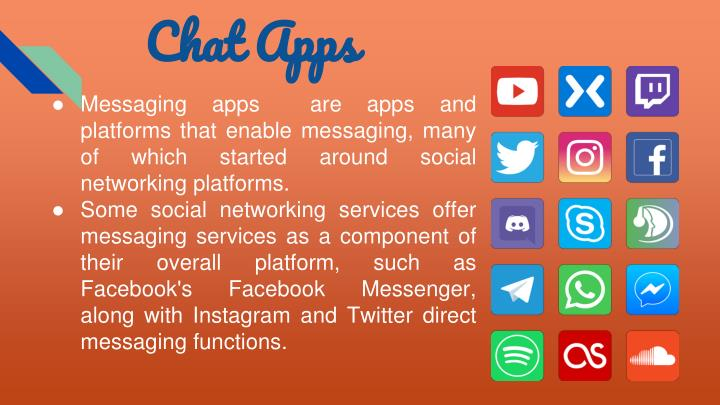 Chat Apps
● Messaging apps are apps and
platforms that enable messaging, many
of which started around social
networking platforms.
● Some social networking services offer
messaging services as a component of
their overall platform, such as
Facebook's Facebook Messenger,
along with Instagram and Twitter direct
messaging functions.